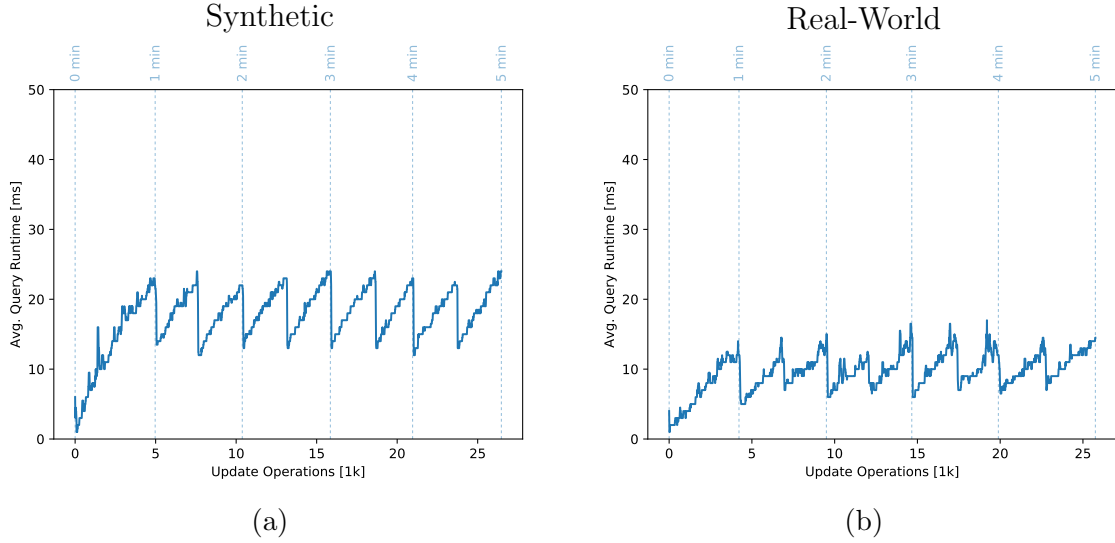 Synthetic
0 min
1 min
2 min
3 min
4 min
5 min
50
40
30
20
10
0
Avg. Query Runtime [ms]
0
5
10
15
20
25
Update Operations [1k]
(a)
Real-World
0 min
1 min
2 min
3 min
4 min
5 min
50
40
30
20
10
0
Avg. Query Runtime [ms]
0
5
10
15
20
25
Update Operations [1k]
(b)